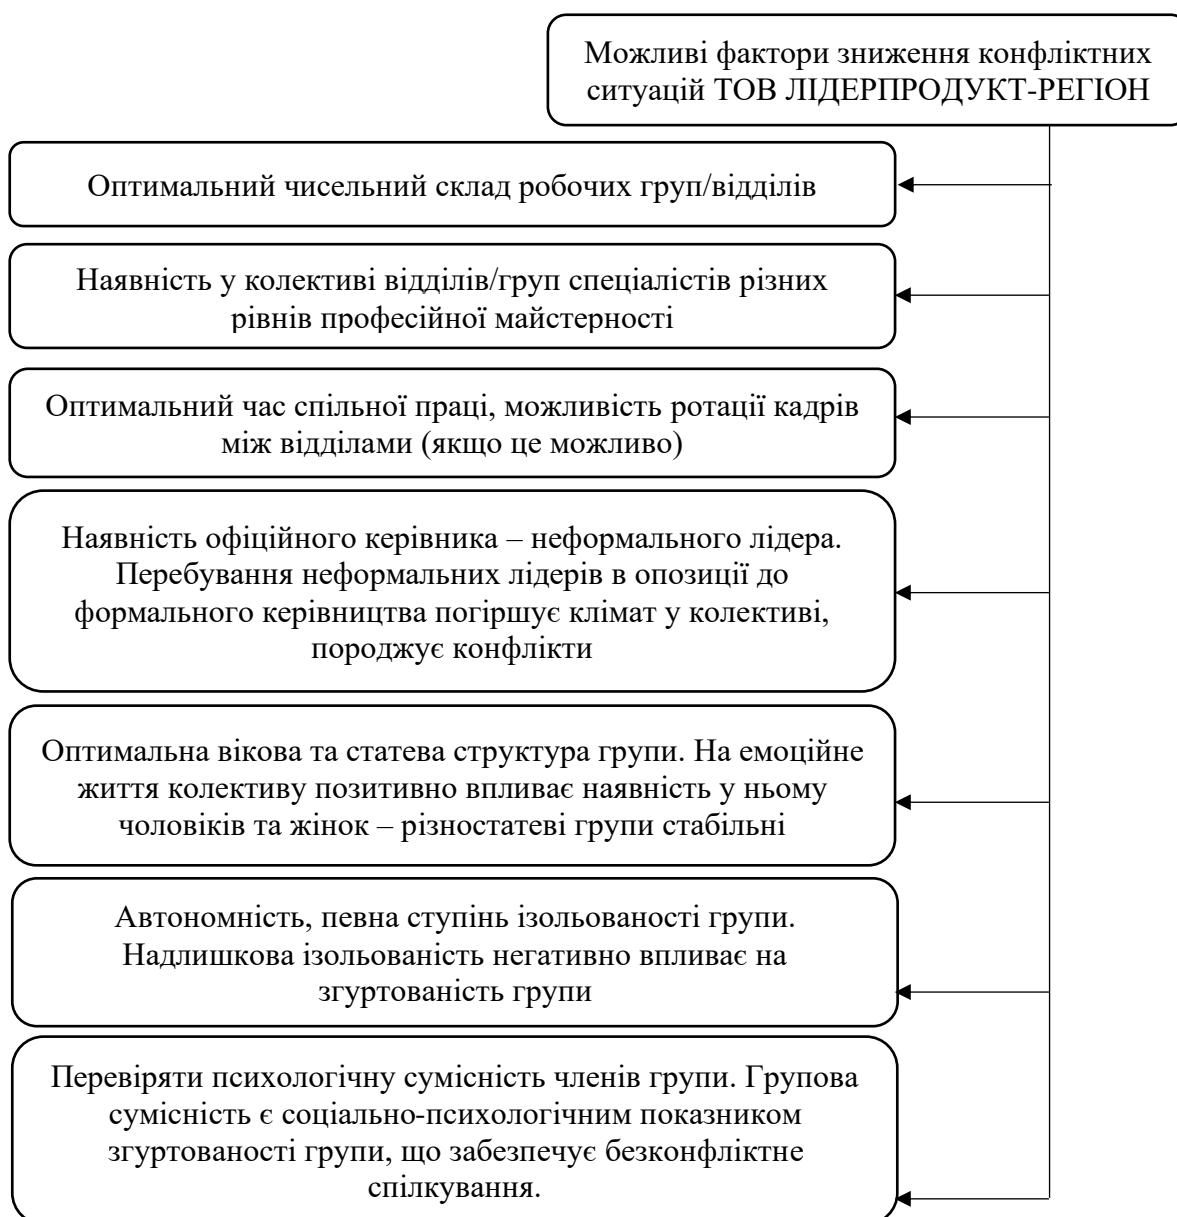 Можливі фактори зниження конфліктних
ситуацій ТОВ ЛІДЕРПРОДУКТ-РЕГІОН
Оптимальний чисельний склад робочих груп/відділів
Наявність у колективі відділів/груп спеціалістів різних
рівнів професійної майстерності
Оптимальний час спільної праці, можливість ротації кадрів
між відділами (якщо це можливо)
Наявність офіційного керівника – неформального лідера.
Перебування неформальних лідерів в опозиції до
формального керівництва погіршує клімат у колективі,
породжує конфлікти
Оптимальна вікова та статева структура групи. На емоційне
життя колективу позитивно впливає наявність у ньому
чоловіків та жінок – різностатеві групи стабільні
Автономність, певна ступінь ізольованості групи.
Надлишкова ізольованість негативно впливає на
згуртованість групи
Перевіряти психологічну сумісність членів групи. Групова
сумісність є соціально-психологічним показником
згуртованості групи, що забезпечує безконфліктне
спілкування.